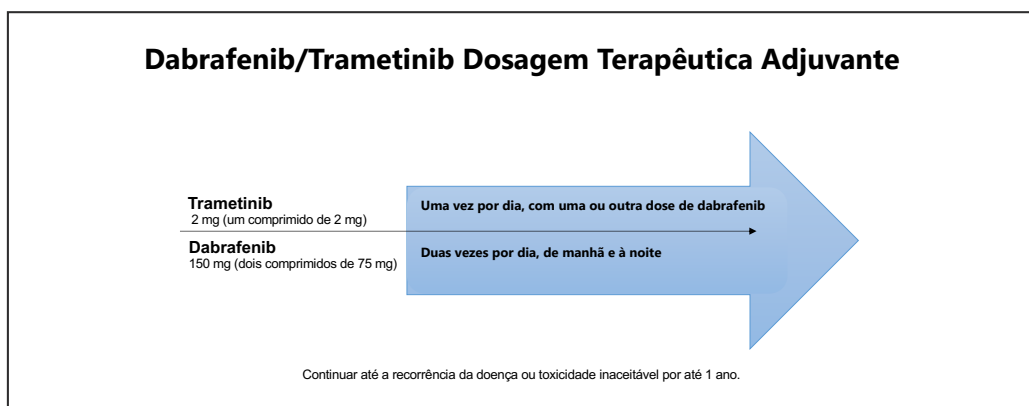 Dabrafenib/Trametinib Dosagem Terapêutica Adjuvante
Trametinib
2 mg (um comprimido de 2 mg)
Uma vez por dia, com uma ou outra dose de dabrafenib
Dabrafenib
150 mg (dois comprimidos de 75 mg)
Duas vezes por dia, de manhã e à noite
Continuar até a recorrência da doença ou toxicidade inaceitável por até 1 ano.